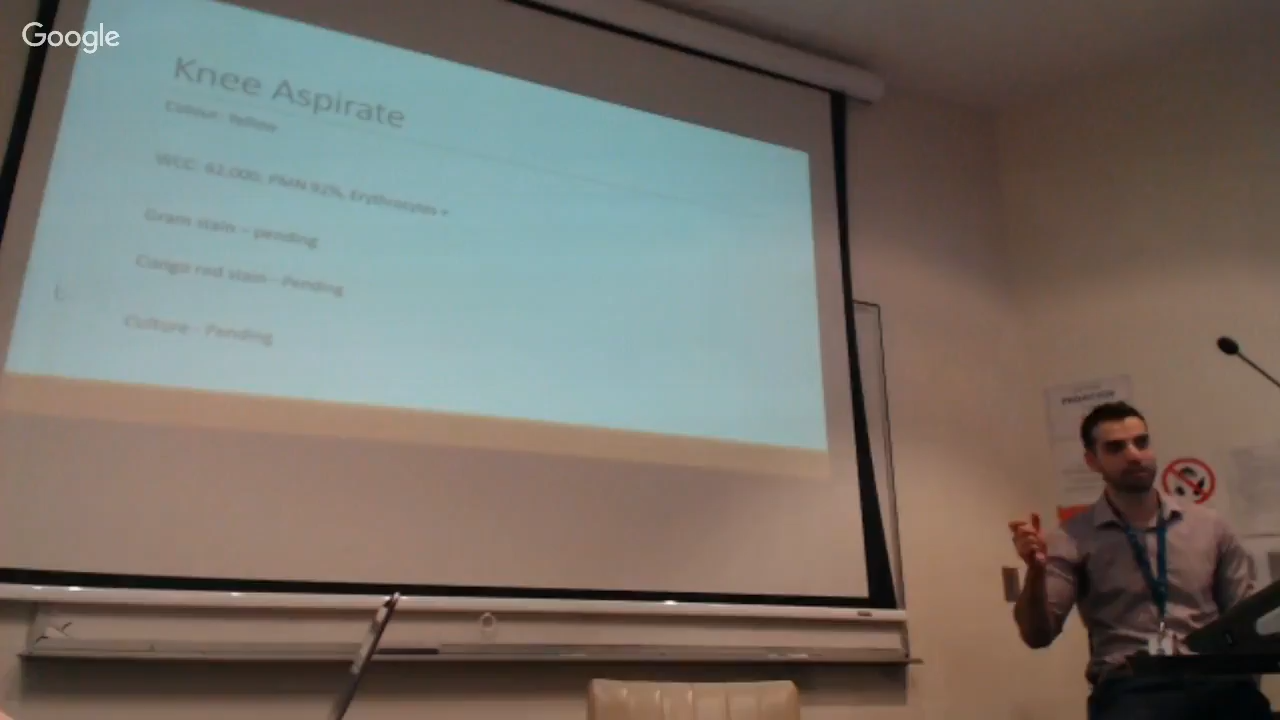 Google
Knee Aspirate
Colour - Yellow
WCC: 62,000, PMN 92%, Erythrocytes +
Gram stain – pending
Congo red stain - Pending
Culture - Pending